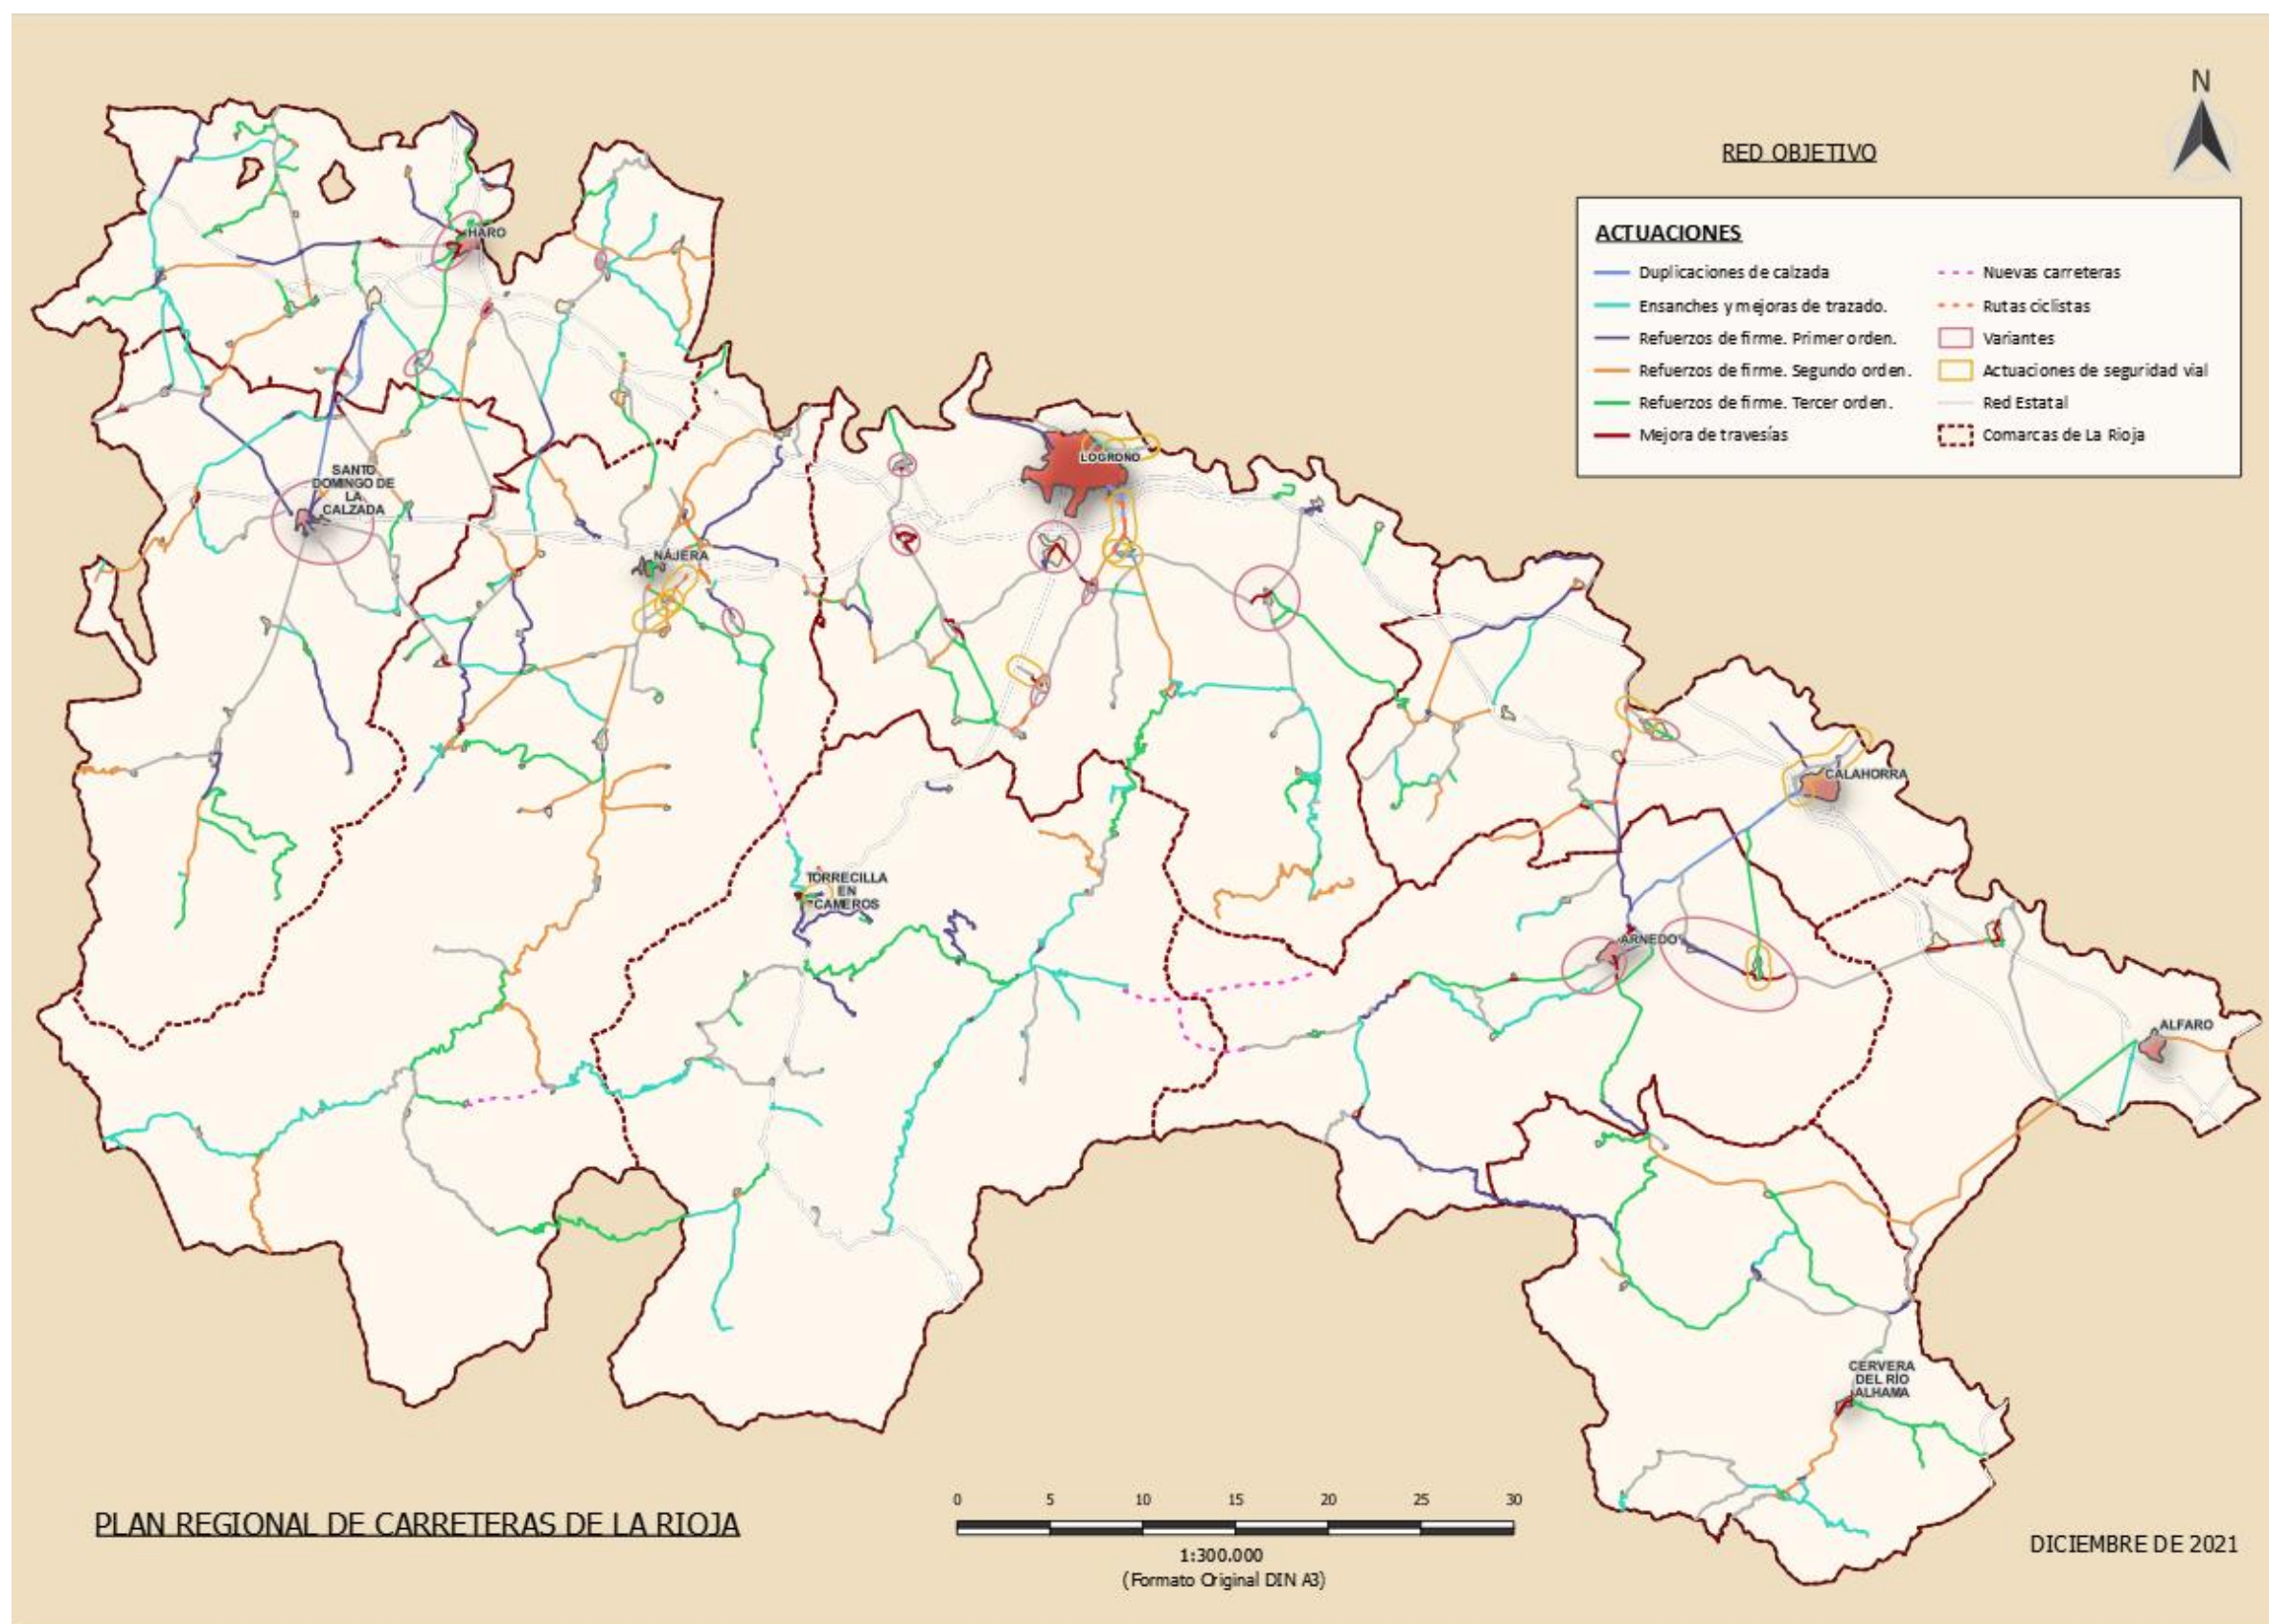 N
RED OBJETIVO
ACTUACIONES
Duplicaciones de calzada
Ensanches y mejoras de trazado.
Refuerzos de firme. Primer orden.
Refuerzos de firme. Segundo orden.
Refuerzos de firme. Tercer orden.
Mejora de travesías
Nuevas carreteras
Rutas ciclistas
Variantes
Actuaciones de seguridad vial
Red Estatal
Comarcas de La Rioja
HARO
LOGROÑO
SANTO
DOMINGO DE
LA
CALZADA
NÁJERA
CALAHORRA
TORRECILLA
EN
CAMEROS
ARNEDO
ALFARO
CERVERA
DEL RÍO
ALHAMA
PLAN REGIONAL DE CARRETERAS DE LA RIOJA
0 5 10 15 20 25 30
1:300.000
(Formato Original DIN A3)
DICIEMBRE DE 2021